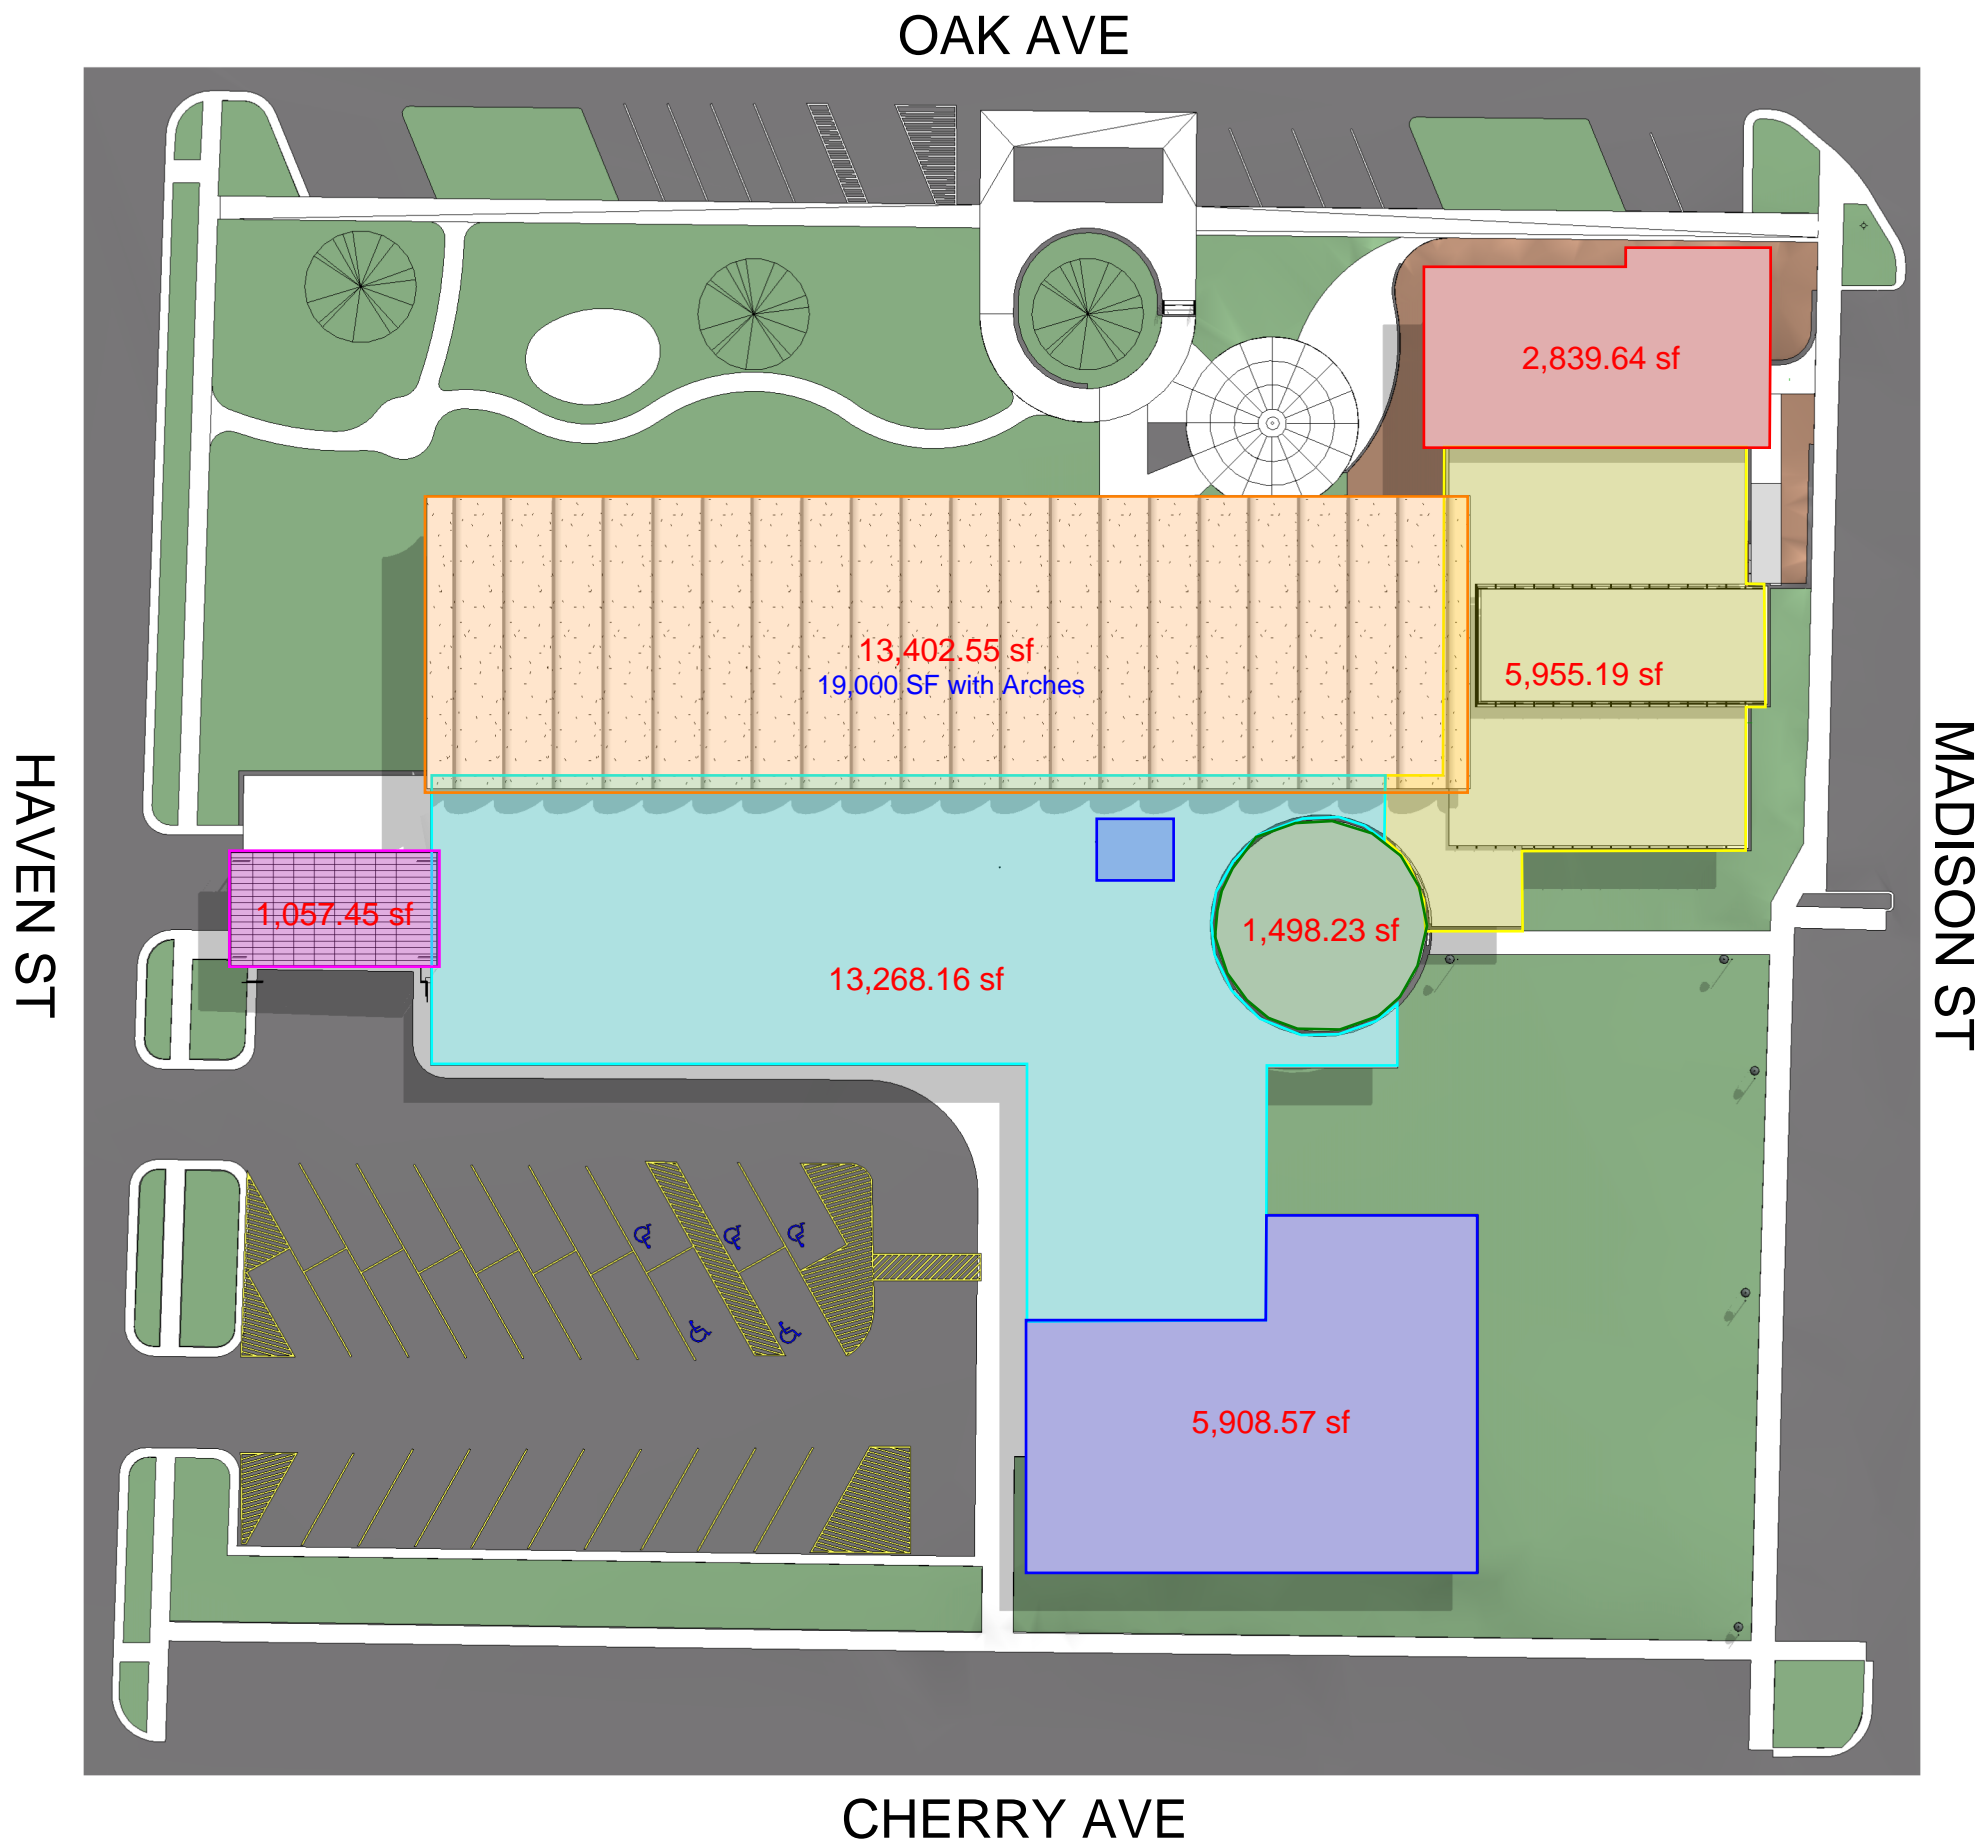 OAK AVE
2,839.64 sf
13,402.55 sf
19,000 SF with Arches
5,955.19 sf
HAVEN ST
MADISON ST
1,057.45 sf
1,498.23 sf
13,268.16 sf
5,908.57 sf
CHERRY AVE